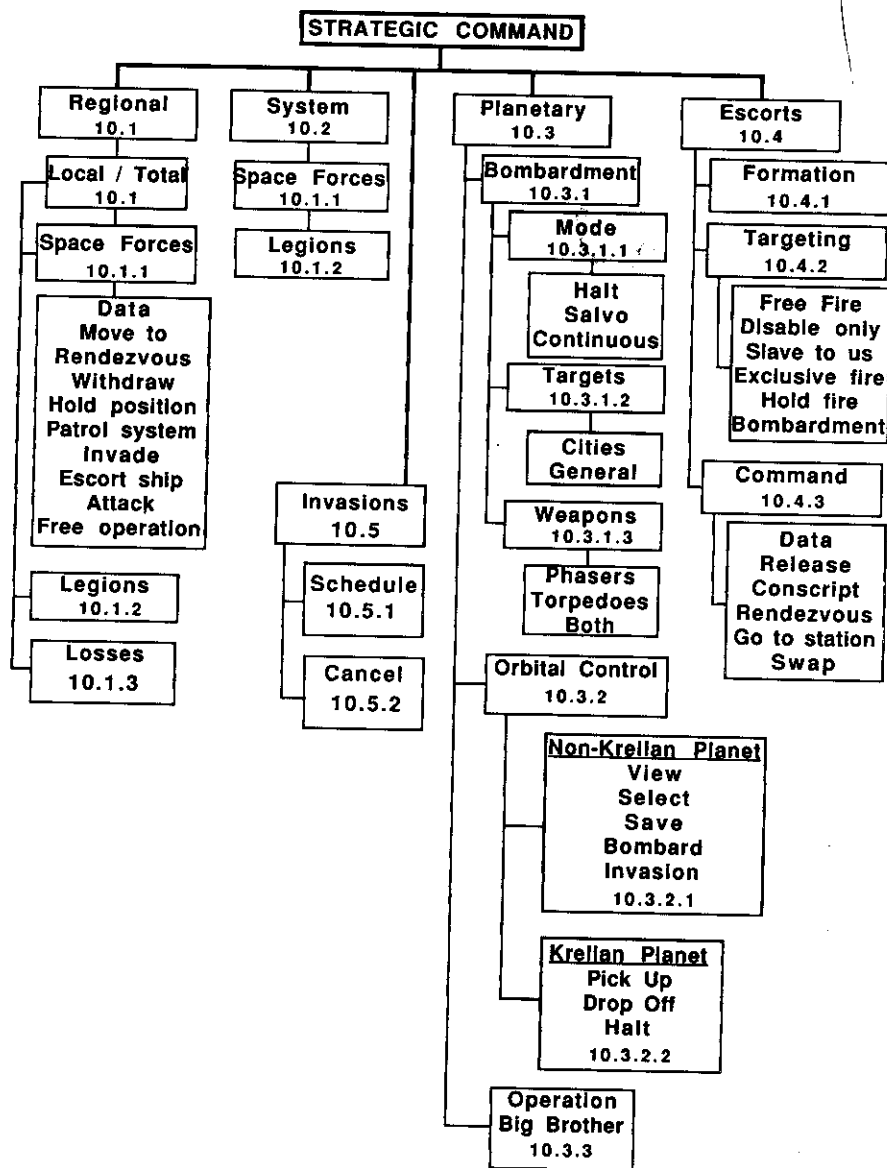 STRATEGIC COMMAND
Regional
10.1
Local / Total
10.1
Space Forces
10.1.1
Data
Move to
Rendezvous
Withdraw
Hold position
Patrol system
Invade
Escort ship
Attack
Free operation
Legions
10.1.2
Losses
10.1.3
System
10.2
Space Forces
10.1.1
Legions
10.1.2
Invasions
10.5
Schedule
10.5.1
Cancel
10.5.2
Planetary
10.3
Bombardment
10.3.1
Mode
10.3.1.1
Halt
Salvo
Continuous
Targets
10.3.1.2
Cities
General
Weapons
10.3.1.3
Phasers
Torpedoes
Both
Orbital Control
10.3.2
Non-Krellan Planet
View
Select
Save
Bombard
Invasion
10.3.2.1
Krellan Planet
Pick Up
Drop Off
Halt
10.3.2.2
Operation
Big Brother
10.3.3
Escorts
10.4
Formation
10.4.1
Targeting
10.4.2
Free Fire
Disable only
Slave to us
Exclusive fire
Hold fire
Bombardment
Command
10.4.3
Data
Release
Conscript
Rendezvous
Go to station
Swap